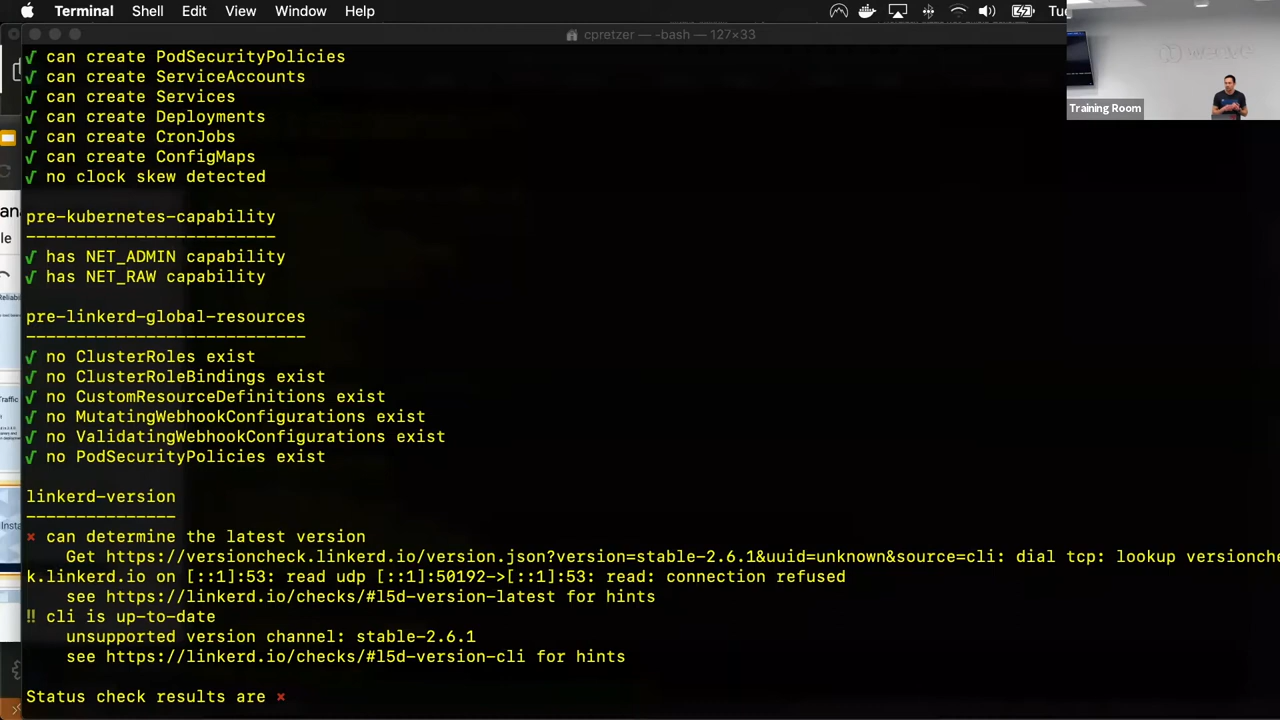 Terminal Shell Edit View Window Help
cpretzer — -bash — 127×33
√ can create PodSecurityPolicies
√ can create ServiceAccounts
√ can create Services
√ can create Deployments
√ can create CronJobs
√ can create ConfigMaps
√ no clock skew detected
pre-kubernetes-capability
-------------------------
√ has NET_ADMIN capability
√ has NET_RAW capability
pre-linkerd-global-resources
----------------------------
√ no ClusterRoles exist
√ no ClusterRoleBindings exist
√ no CustomResourceDefinitions exist
√ no MutatingWebhookConfigurations exist
√ no ValidatingWebhookConfigurations exist
√ no PodSecurityPolicies exist
linkerd-version
---------------
× can determine the latest version
Get https://versioncheck.linkerd.io/version.json?version=stable-2.6.1&uuid=unknown&source=cli: dial tcp: lookup versionche
k.linkerd.io on [::1]:53: read udp [::1]:50192->[::1]:53: read: connection refused
see https://linkerd.io/checks/#l5d-version-latest for hints
‼ cli is up-to-date
unsupported version channel: stable-2.6.1
see https://linkerd.io/checks/#l5d-version-cli for hints
Status check results are ×
Training Room